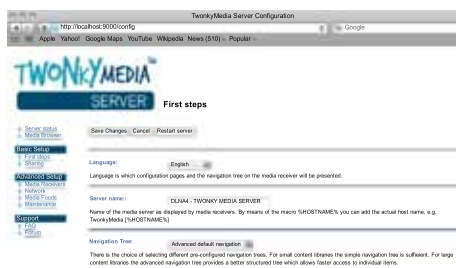 TwonkyMedia Server Configuration
http://localhost:9000/config
Google
Apple Yahoo! Google Maps YouTube Wikipedia News (510) Popular
TWONKYMEDIA
SERVER
First steps
Server status
Media Browser
Basic Setup
First steps
Sharing
Advanced Setup
Media Receivers
Network
Media Feeds
Maintenance
Support
FAQ
Forum
Save Changes Cancel Restart server
Language:
English
Language is which configuration pages and the navigation tree on the media receiver will be presented.
Server name::
DLNA4 - TWONKY MEDIA SERVER
Name of the media server as displayed by media receivers. By means of the macro %HOSTNAME% you can add the actual host name, e.g.
TwonkyMedia [%HOSTNAME%]
Navigation Tree:
Advanced default navigation
There is the choice of selecting different pre-configured navigation trees. For small content libraries the simple navigation tree is suffieient. For large
content libraries the advanced navigation tree provides a better structured tree which allows faster access to individual items.